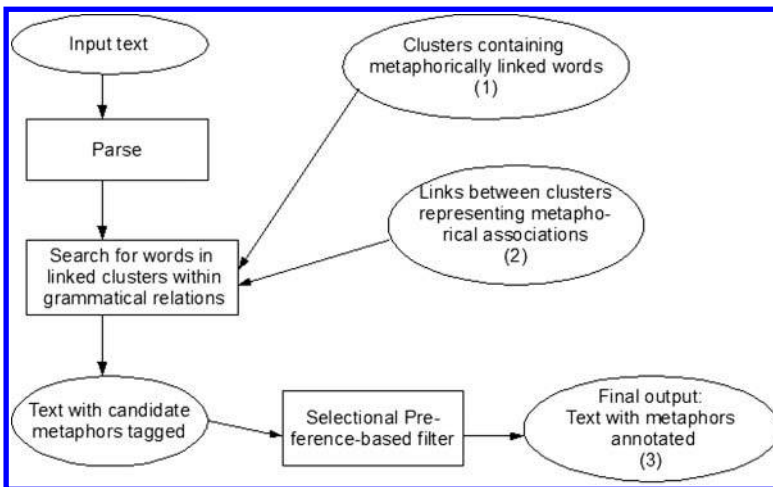 Input text
Clusters containing
metaphorically linked words
(1)
Parse
Links between clusters
representing metapho-
rical associations
(2)
Search for words in
linked clusters within
grammatical relations
Text with candidate
metaphors tagged
Selectional Pre-
ference-based filter
Final output:
Text with metaphors
annotated
(3)